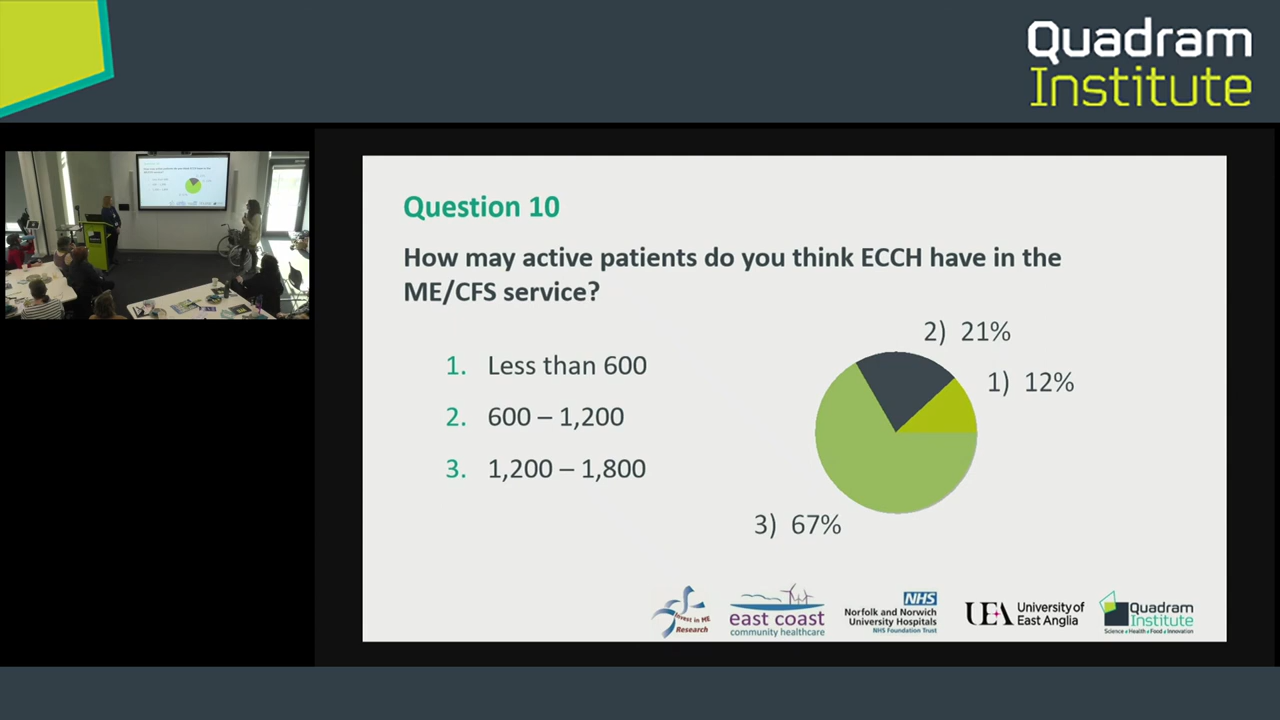 Quadram
Institute
Question 10
How may active patients do you think ECCH have in the
ME/CFS service?
1. Less than 600
2. 600 – 1,200
3. 1,200 – 1,800
2) 21%
1) 12%
3) 67%
Invest in ME
Research
east coast
community healthcare
NHS
Norfolk and Norwich
University Hospitals
NHS Foundation Trust
UEA University of
East Anglia
Quadram
Institute
Science Health Food Innovation